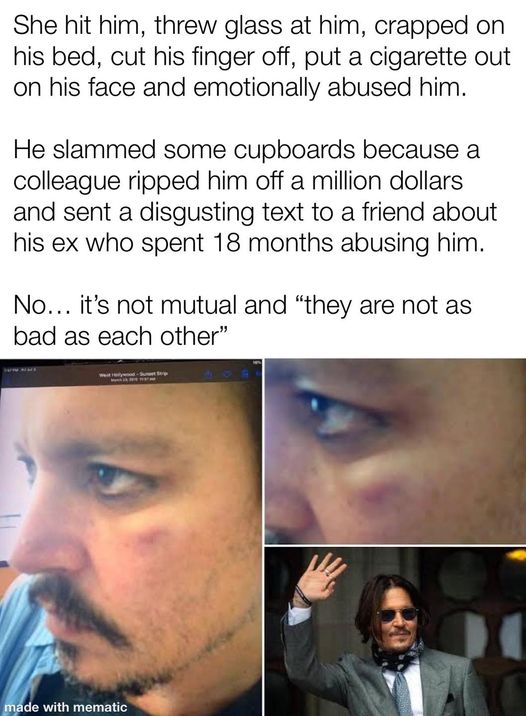 She hit him, threw glass at him, crapped on
his bed, cut his finger off, put a cigarette out
on his face and emotionally abused him.
He slammed some cupboards because a
colleague ripped him off a million dollars
and sent a disgusting text to a friend about
his ex who spent 18 months abusing him.
No… it’s not mutual and “they are not as
bad as each other”
West Hollywood - Sunset Strip
made with mematic